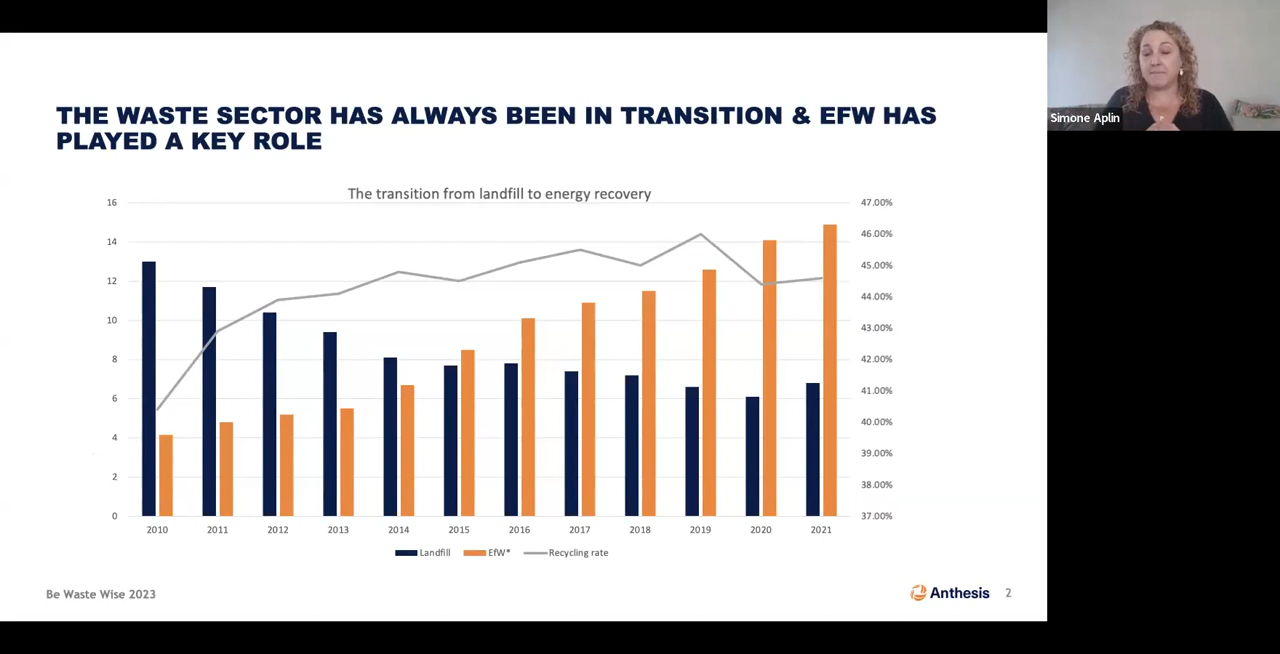 THE WASTE SECTOR HAS ALWAYS BEEN IN TRANSITION & EFW HAS
PLAYED A KEY ROLE
Simone Aplin
The transition from landfill to energy recovery
16
14
12
10
8
6
4
2
0
47.00%
46.00%
45.00%
44.00%
43.00%
42.00%
41.00%
40.00%
39.00%
38.00%
37.00%
2010 2011 2012 2013 2014 2015 2016 2017 2018 2019 2020 2021
Landfill EfW* Recycling rate
Be Waste Wise 2023
Anthesis 2